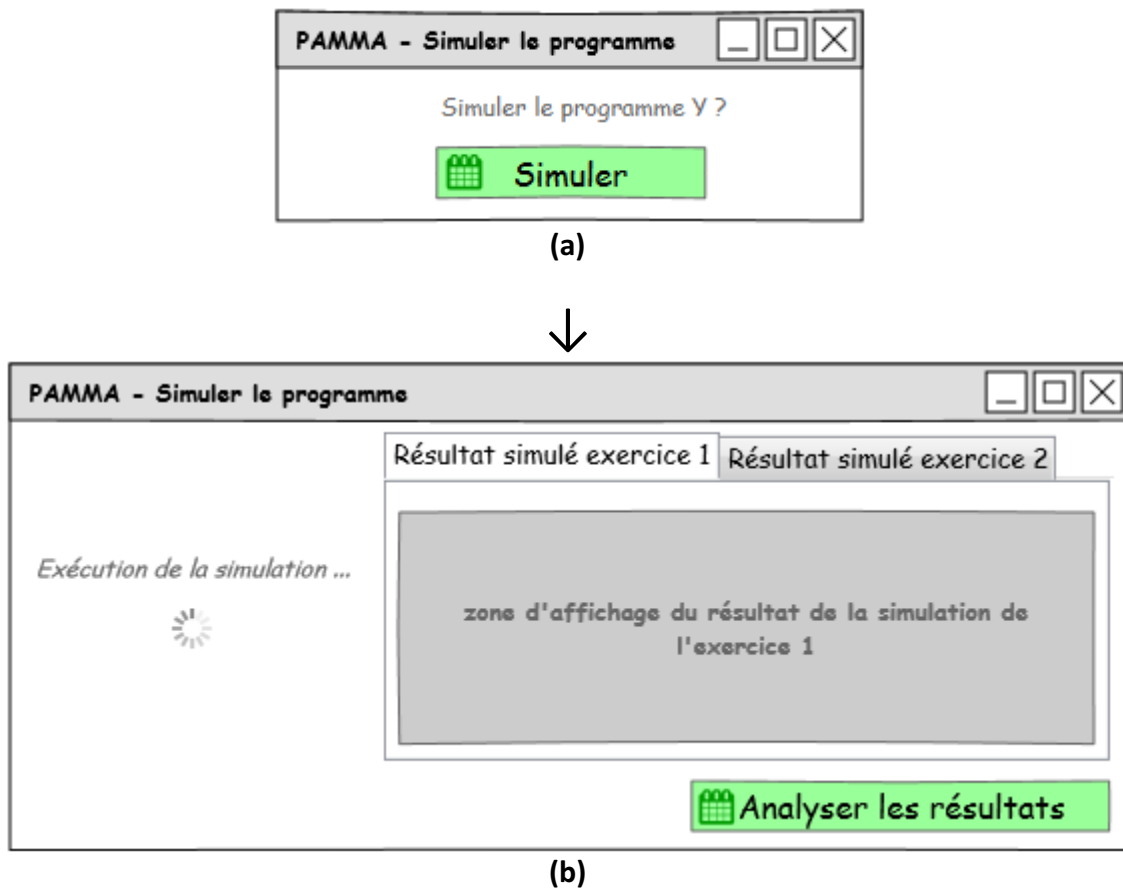 PAMMA - Simuler le programme
Simuler le programme Y ?
Simuler
(a)
PAMMA - Simuler le programme
Résultat simulé exercice 1
Résultat simulé exercice 2
Exécution de la simulation ...
zone d'affichage du résultat de la simulation de
l'exercice 1
Analyser les résultats
(b)